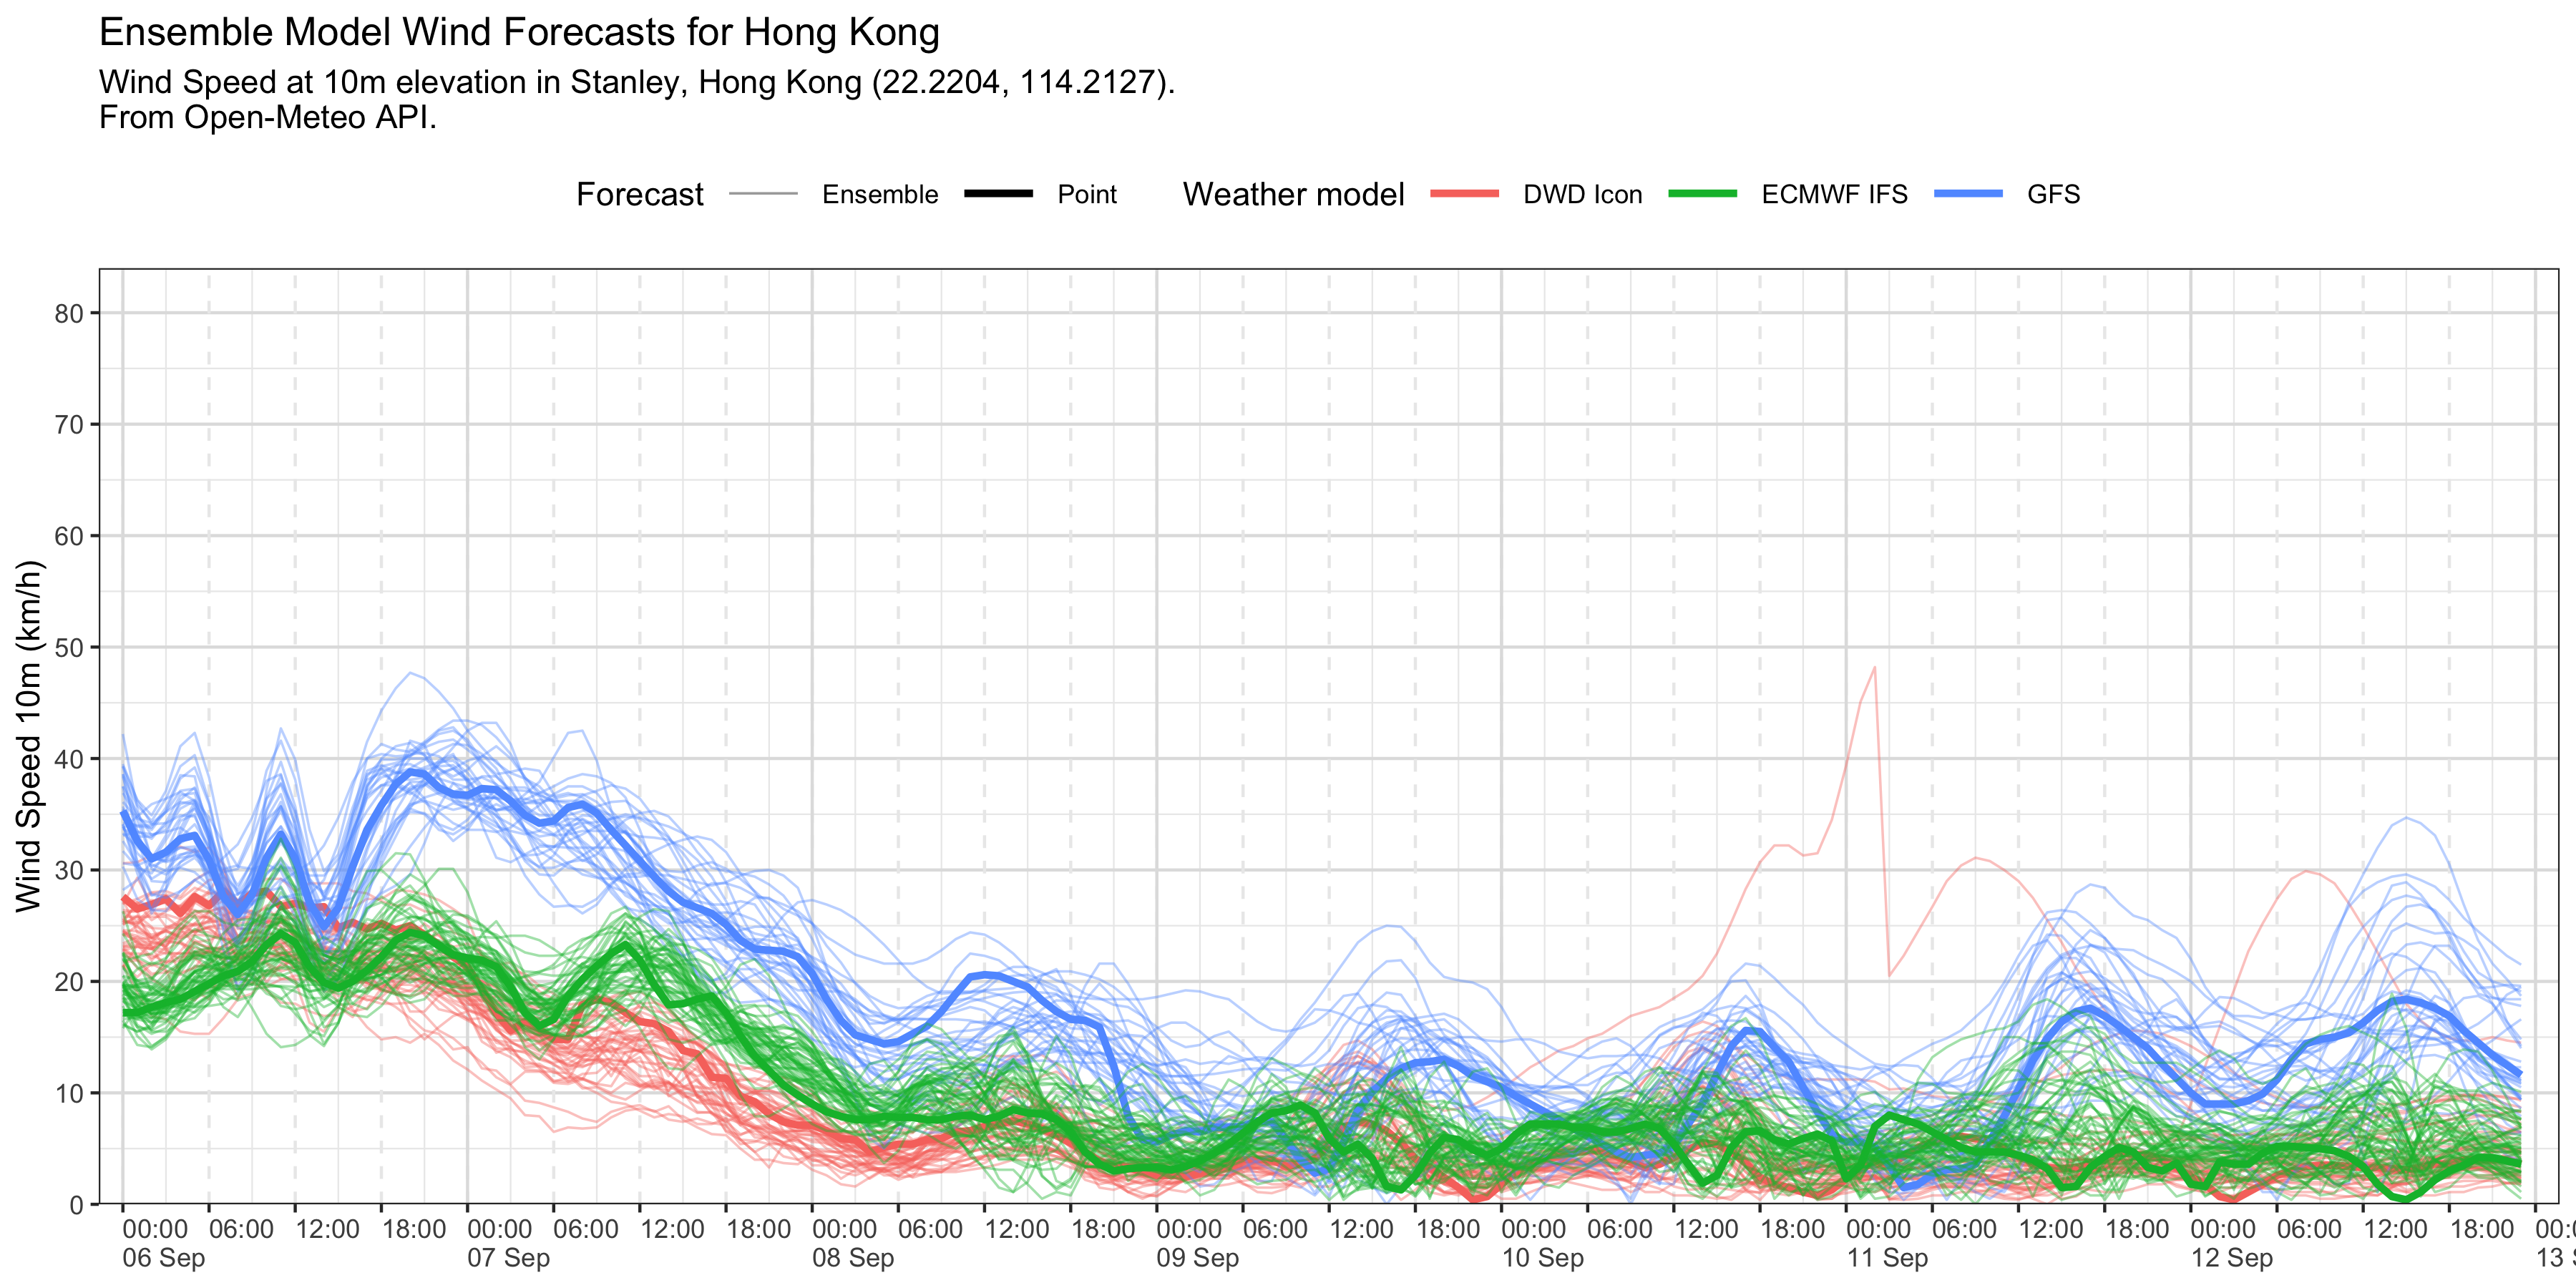 Ensemble Model Wind Forecasts for Hong Kong
Wind Speed at 10m elevation in Stanley, Hong Kong (22.2204, 114.2127).
From Open-Meteo API.
Forecast Ensemble Point Weather model DWD Icon ECMWF IFS GFS
Wind Speed 10m (km/h)
80
70
60
50
40
30
20
10
0
00:00 06:00 12:00 18:00 00:00 06:00 12:00 18:00 00:00 06:00 12:00 18:00 00:00 06:00 12:00 18:00 00:00 06:00 12:00 18:00 00:00 06:00 12:00 18:00 00:00 06:00 12:00 18:00
06 Sep 07 Sep 08 Sep 09 Sep 10 Sep 11 Sep 12 Sep 13